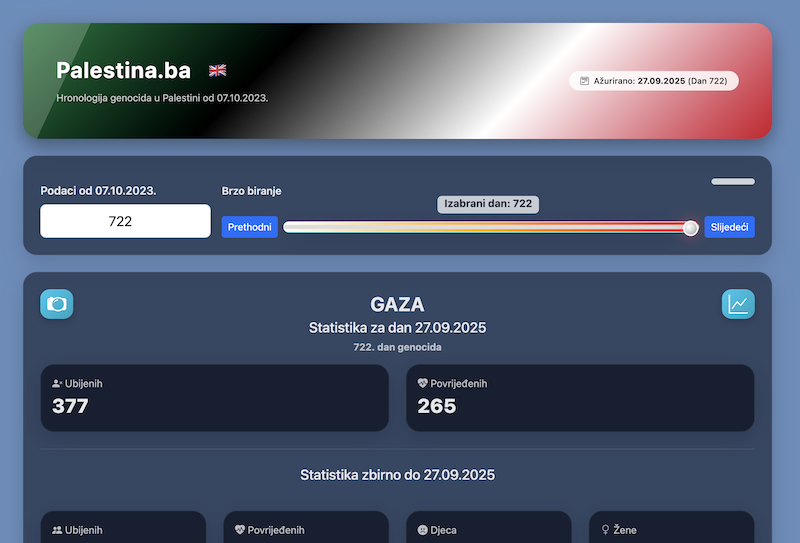 Palestina.ba
Hronologija genocida u Palestini od 07.10.2023.
Ažurirano: 27.09.2025 (Dan 722)
Podaci od 07.10.2023.
722
Brzo biranje
Izabrani dan: 722
Prethodni
Slijedeći
GAZA
Statistika za dan 27.09.2025
722. dan genocida
Ubijenih
377
Povrijeđenih
265
Statistika zbirno do 27.09.2025
Ubijenih
Povrijeđenih
Djeca
Žene